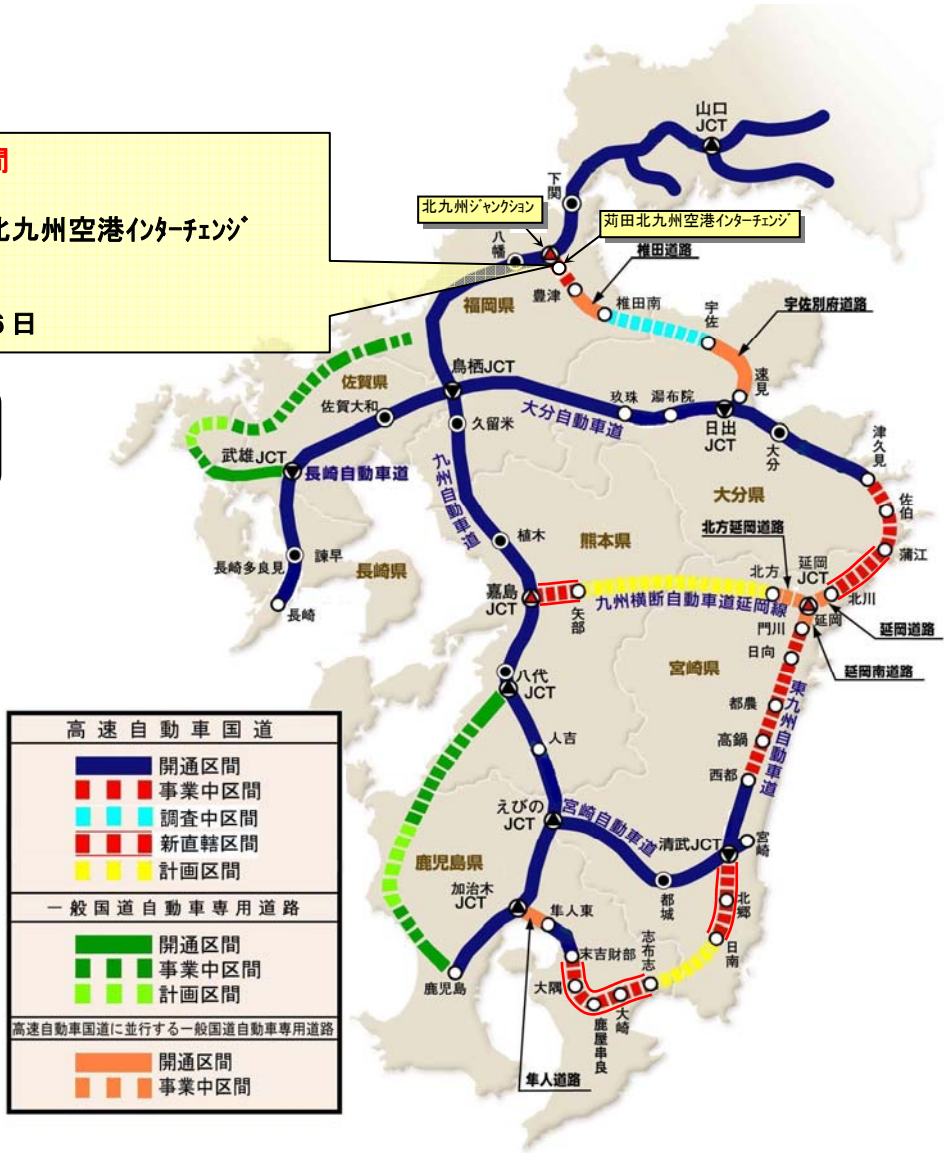 間
北九州空港インターチェンジ
6日
山口
JCT
下関
北九州ジャンクション
苅田北九州空港インターチェンジ
八幡
椎田道路
豊津
椎田南
宇佐
宇佐別府道路
福岡県
速見
鳥栖JCT
佐賀県
佐賀大和
久留米
大分自動車道
玖珠
湯布院
日出
JCT
大分
津久見
武雄JCT
長崎自動車道
九州自動車道
大分県
佐伯
植木
熊本県
北方延岡道路
蒲江
長崎多良見
諫早
長崎県
嘉島
JCT
矢部
九州横断自動車道延岡線
北方
延岡
JCT
延岡
北川
長崎
門川
延岡道路
日向
延岡南道路
宮崎県
八代
JCT
都農
東九州自動車道
高鍋
人吉
西都
えびの
JCT
宮崎自動車道
清武JCT
宮崎
鹿児島県
加治木
JCT
都城
北郷
隼人東
日南
末吉財部
志布志
鹿児島
大隅
大崎
鹿屋串良
隼人道路
高速自動車国道
開通区間
事業中区間
調査中区間
新直轄区間
計画区間
一般国道自動車専用道路
開通区間
事業中区間
計画区間
高速自動車国道に並行する一般国道自動車専用道路
開通区間
事業中区間